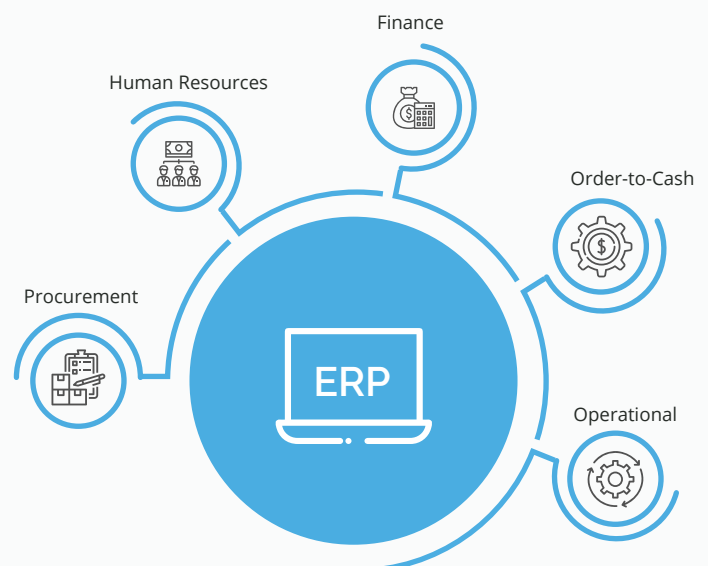 Finance
Human Resources
Order-to-Cash
Procurement
ERP
Operational